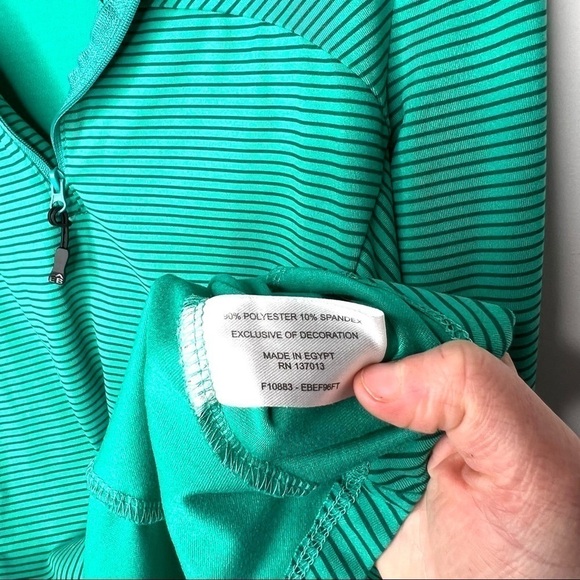 90% POLYESTER 10% SPANDEX
EXCLUSIVE OF DECORATION
MADE IN EGYPT
RN 137013
F10883 - EBEF96FT